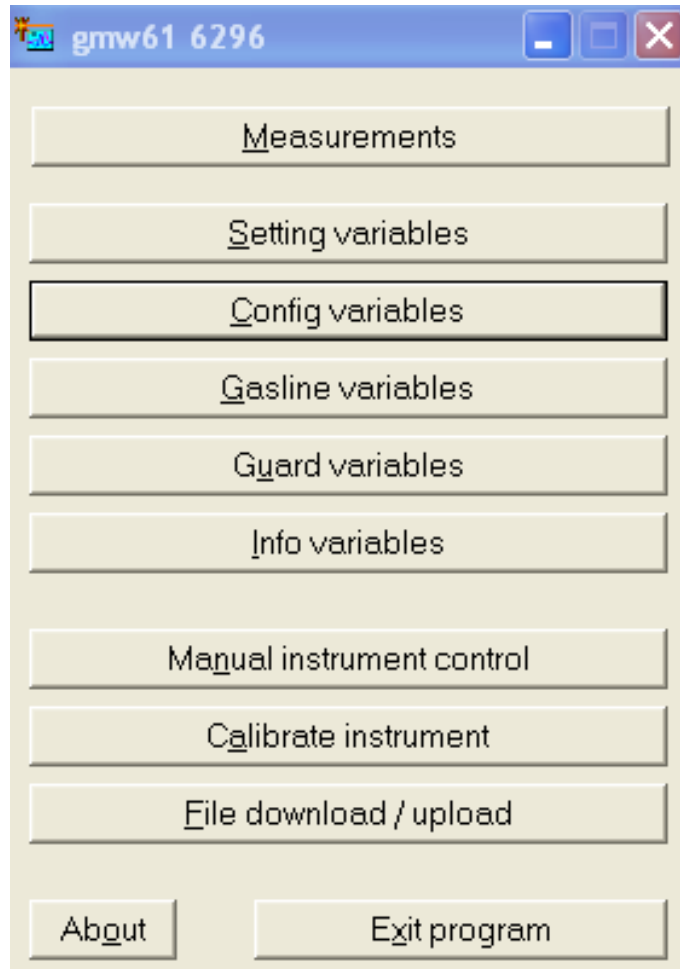 gmw61 6296
Measurements
Setting variables
Config variables
Gasline variables
Guard variables
Info variables
Manual instrument control
Calibrate instrument
File download / upload
About
Exit program